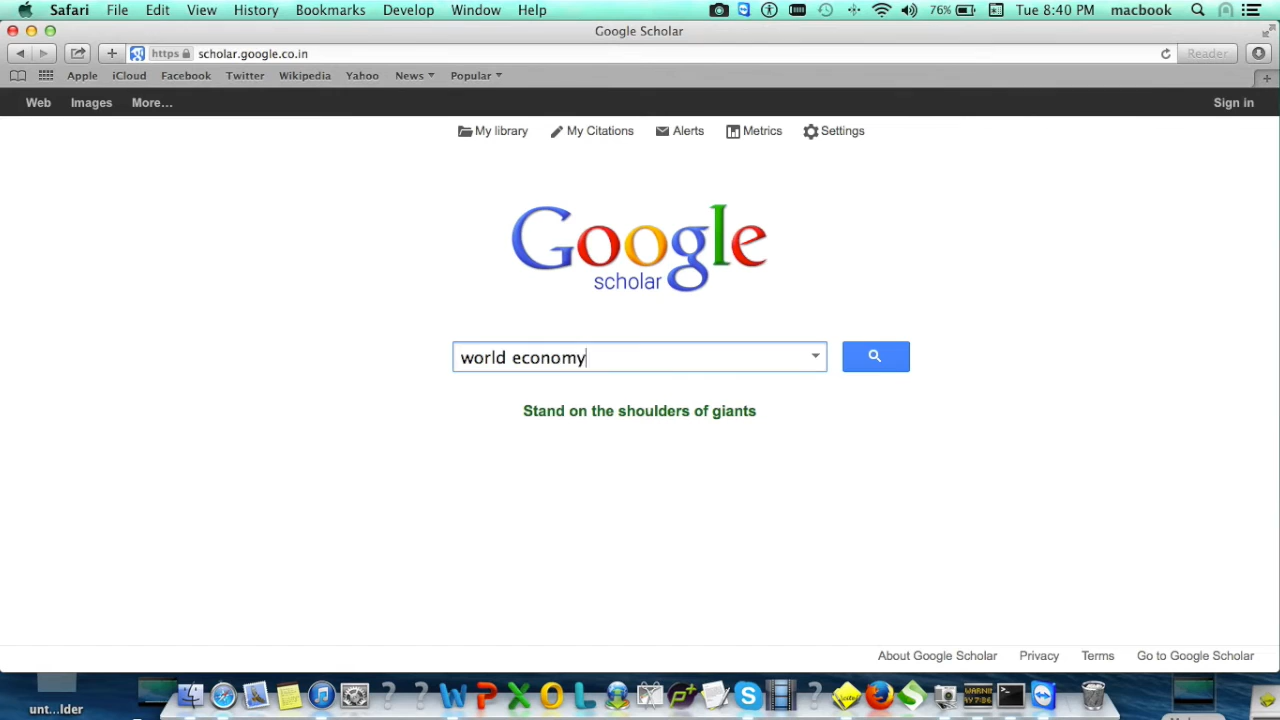 Safari File Edit View History Bookmarks Develop Window Help 76% Tue 8:40 PM macbook
Google Scholar
https scholar.google.co.in Reader
Apple iCloud Facebook Twitter Wikipedia Yahoo News Popular
Web Images More... Sign in
My library My Citations Alerts Metrics Settings
Google
scholar
world economy
Stand on the shoulders of giants
About Google Scholar Privacy Terms Go to Google Scholar
unt...lder